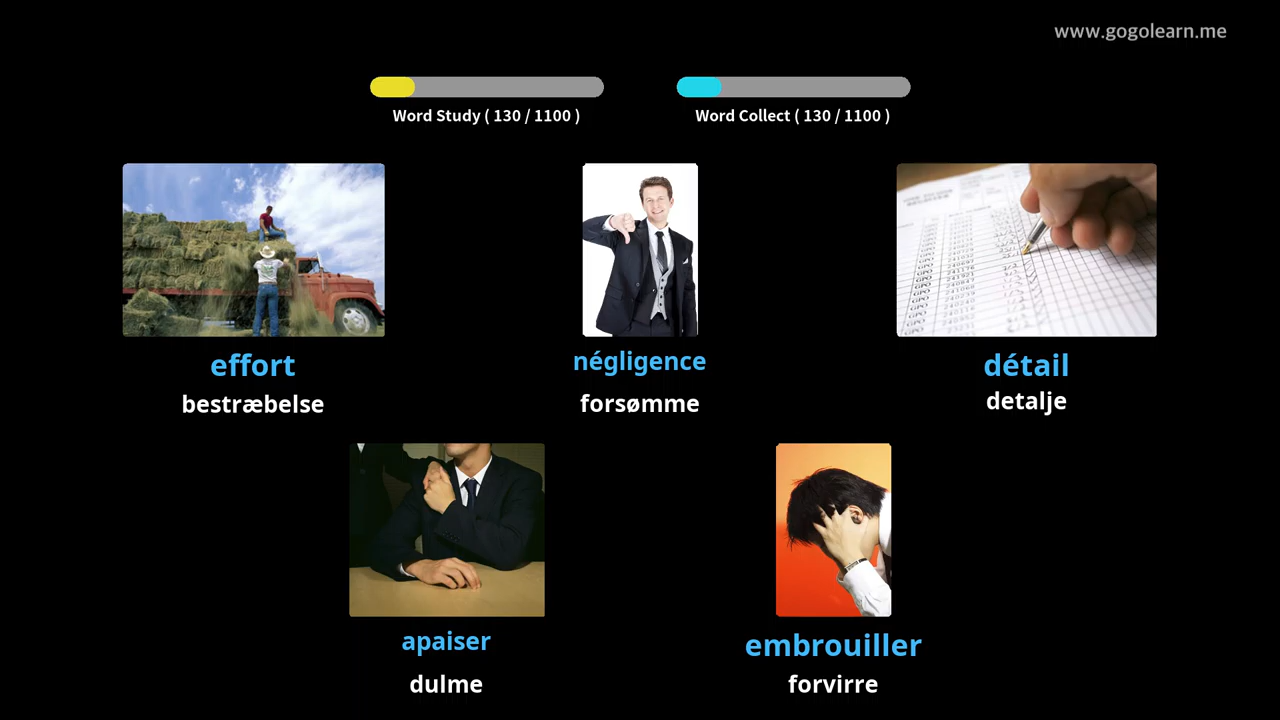 www.gogolearn.me
Word Study ( 130 / 1100 )
Word Collect ( 130 / 1100 )
effort
bestræbelse
négligence
forsømme
détail
detalje
apaiser
dulme
embrouiller
forvirre